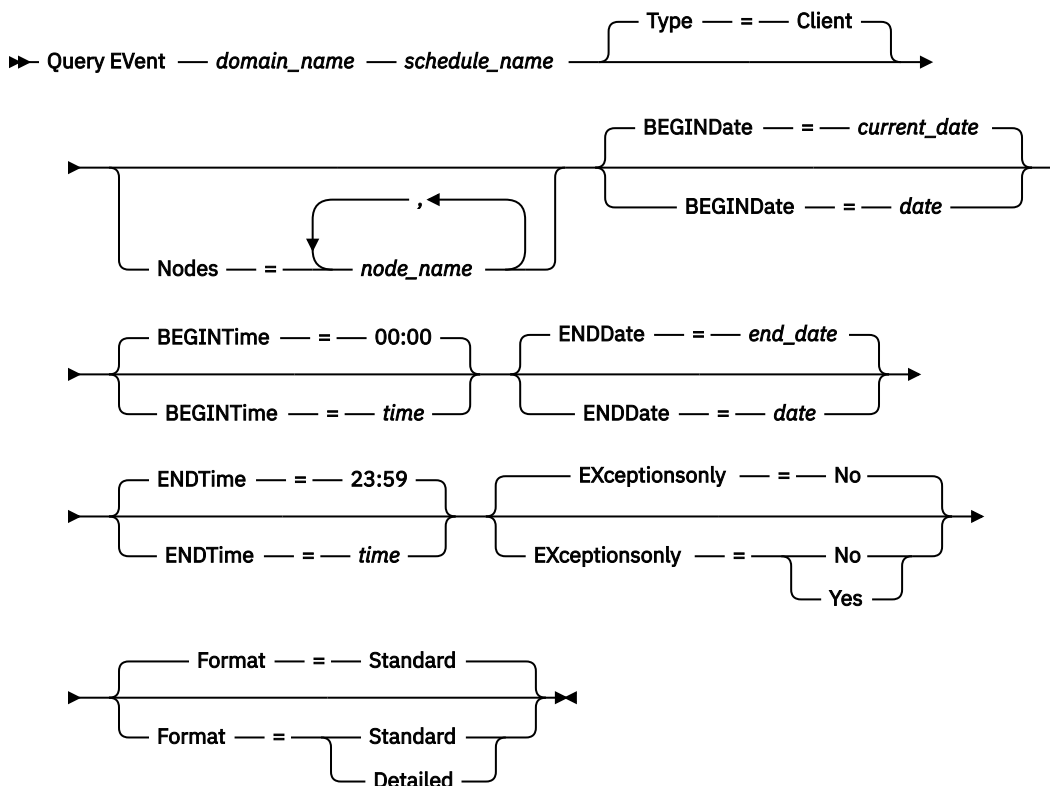 Type = Client
Query EVent domain_name schedule_name
BEGINDate = current_date
BEGINDate = date
,
Nodes = node_name
BEGINTime = 00:00
BEGINTime = time
ENDDate = end_date
ENDDate = date
ENDTime = 23:59
ENDTime = time
EXceptionsonly = No
EXceptionsonly = No
Yes
Format = Standard
Format = Standard
Detailed